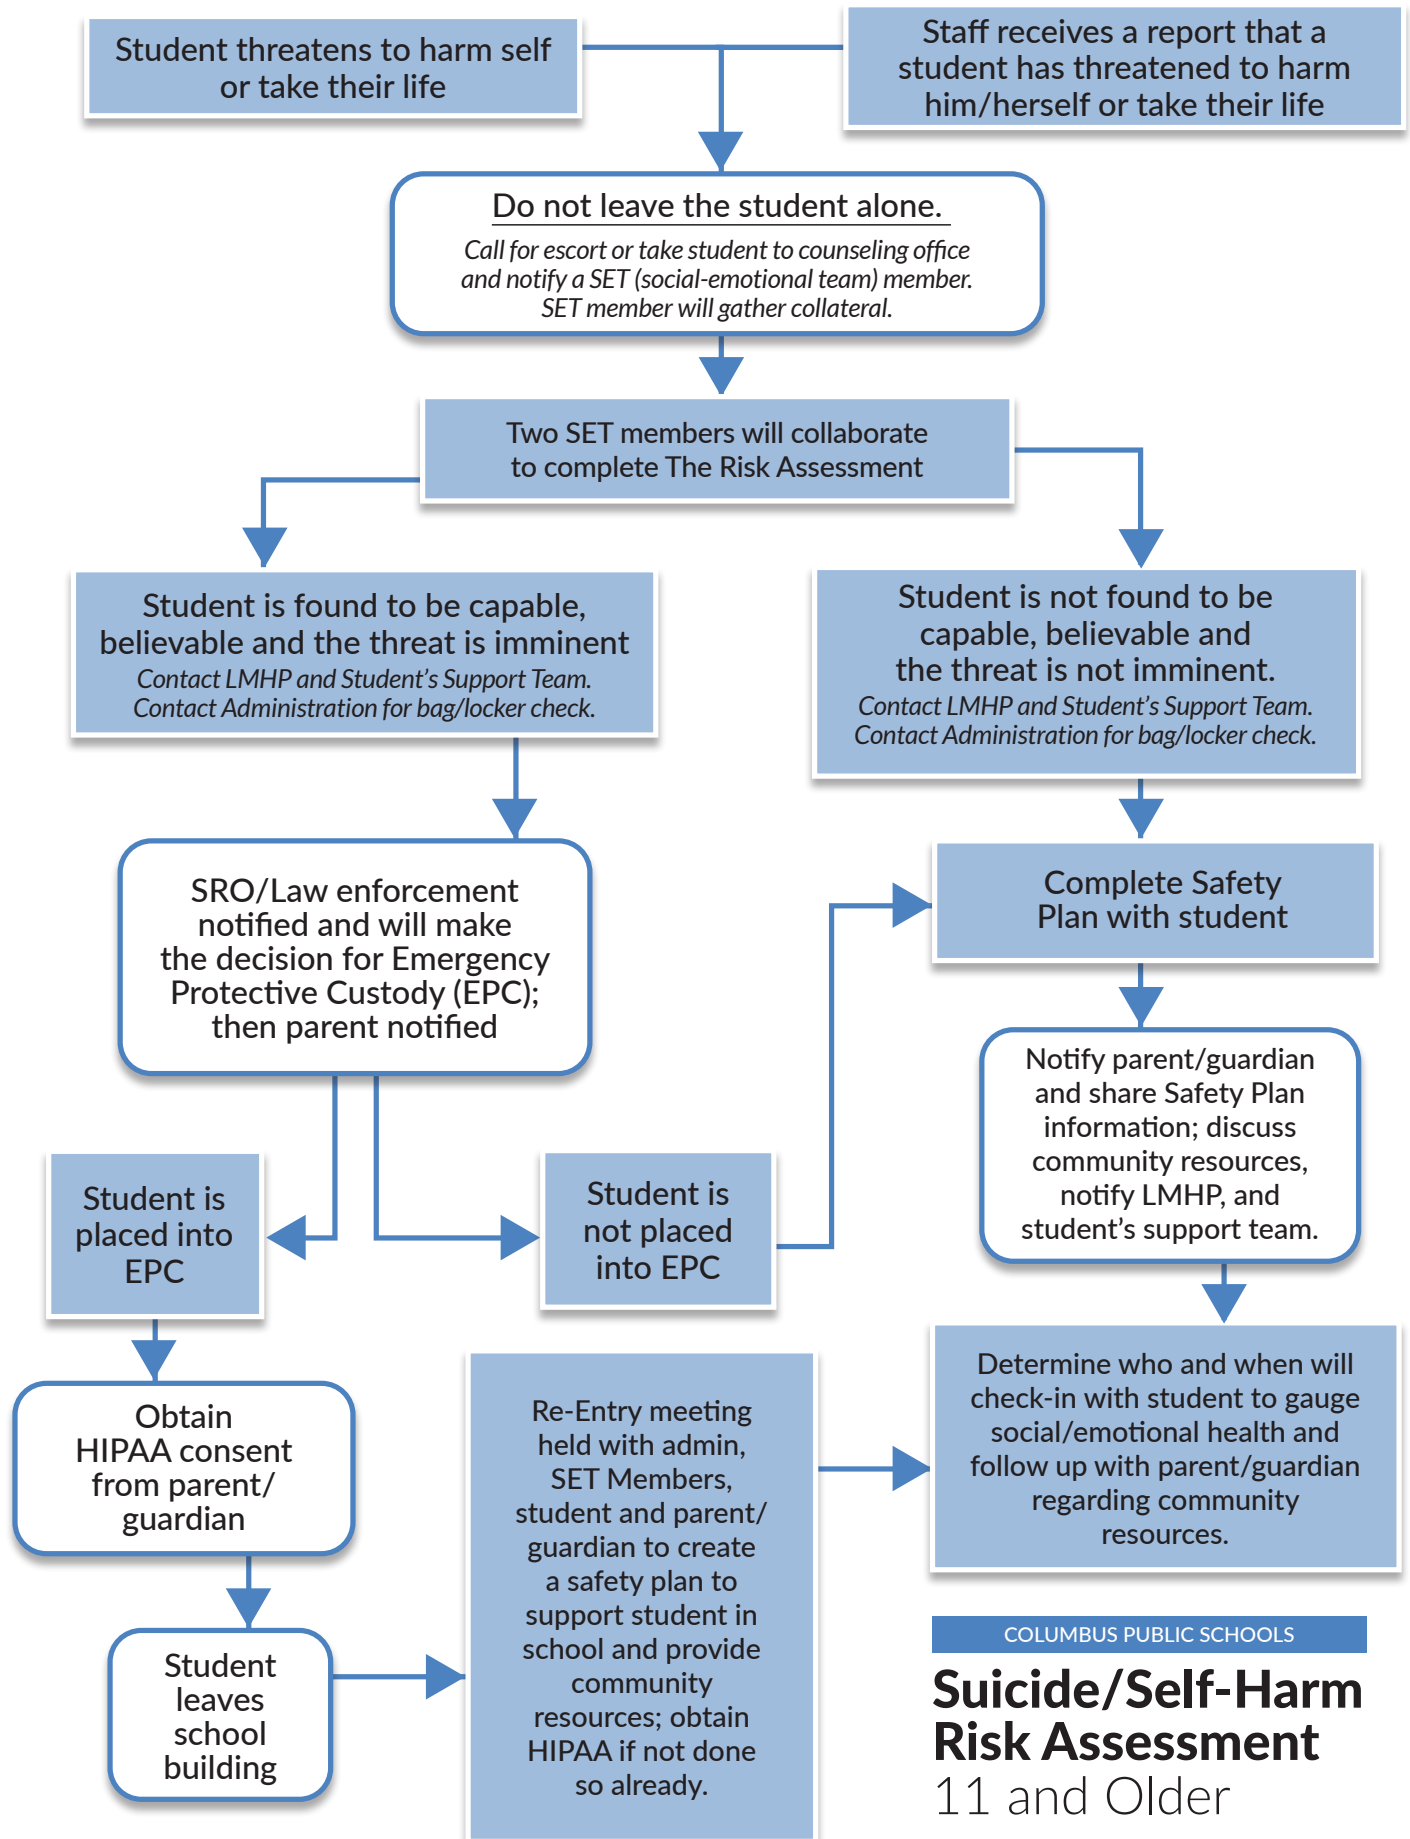 Student threatens to harm self
or take their life
Staff receives a report that a
student has threatened to harm
him/herself or take their life
Do not leave the student alone.
Call for escort or take student to counseling office
and notify a SET (social-emotional team) member.
SET member will gather collateral.
Two SET members will collaborate
to complete The Risk Assessment
Student is found to be capable,
believable and the threat is imminent
Contact LMHP and Student's Support Team.
Contact Administration for bag/locker check.
Student is not found to be
capable, believable and
the threat is not imminent.
Contact LMHP and Student's Support Team.
Contact Administration for bag/locker check.
SRO/Law enforcement
notified and will make
the decision for Emergency
Protective Custody (EPC);
then parent notified
Complete Safety
Plan with student
Notify parent/guardian
and share Safety Plan
information; discuss
community resources,
notify LMHP, and
student's support team.
Student is
placed into
EPC
Student is
not placed
into EPC
Obtain
HIPAA consent
from parent/
guardian
Student
leaves
school
building
Re-Entry meeting
held with admin,
SET Members,
student and parent/
guardian to create
a safety plan to
support student in
school and provide
community
resources; obtain
HIPAA if not done
so already.
Determine who and when will
check-in with student to gauge
social/emotional health and
follow up with parent/guardian
regarding community
resources.
COLUMBUS PUBLIC SCHOOLS
Suicide/Self-Harm
Risk Assessment
11 and Older